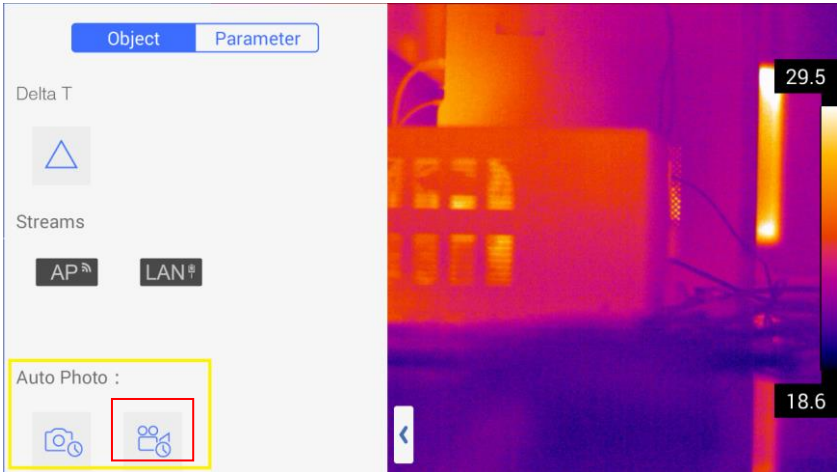 Object Parameter
Delta T
Streams
AP LAN
Auto Photo :
29.5
18.6